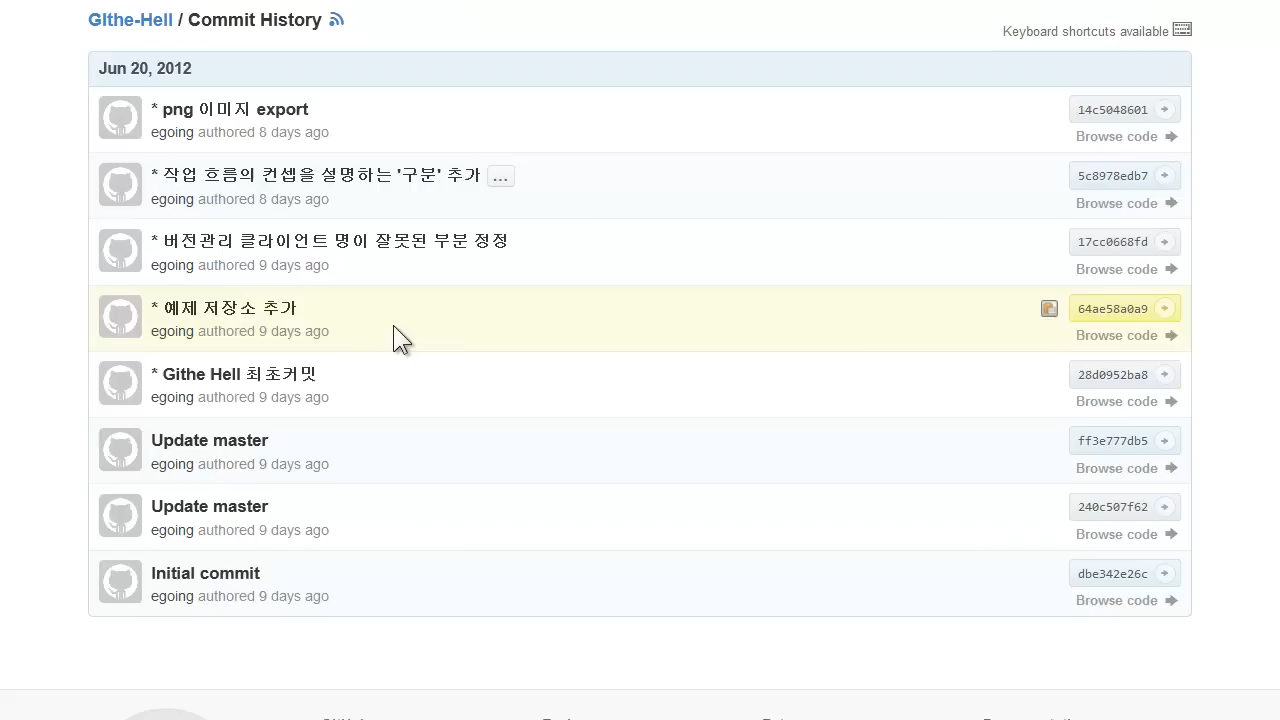 GIthe-Hell / Commit History
Keyboard shortcuts available
Jun 20, 2012
* png 이미지 export
14c5048601
egoing authored 8 days ago
Browse code
* 작업 흐름의 컨셉을 설명하는 '구분' 추가 ...
5c8978edb7
egoing authored 8 days ago
Browse code
* 버전관리 클라이언트 명이 잘못된 부분 정정
17cc0668fd
egoing authored 9 days ago
Browse code
* 예제 저장소 추가
64ae58a0a9
egoing authored 9 days ago
Browse code
* Githe Hell 최초커밋
28d0952ba8
egoing authored 9 days ago
Browse code
Update master
ff3e777db5
egoing authored 9 days ago
Browse code
Update master
240c507f62
egoing authored 9 days ago
Browse code
Initial commit
dbe342e26c
egoing authored 9 days ago
Browse code